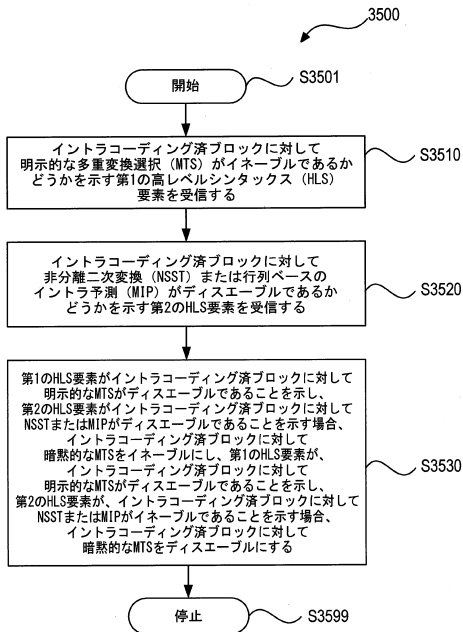 3500
開始
S3501
イントラコーディング済ブロックに対して
明示的な多重変換選択（MTS）がイネーブルであるか
どうかを示す第1の高レベルシンタックス（HLS）
要素を受信する
S3510
イントラコーディング済ブロックに対して
非分離二次変換（NSST）または行列ベースの
イントラ予測（MIP）がディスエーブルであるか
どうかを示す第2のHLS要素を受信する
S3520
第1のHLS要素がイントラコーディング済ブロックに対して
明示的なMTSがディスエーブルであることを示し、
第2のHLS要素がイントラコーディング済ブロックに対して
NSSTまたはMIPがディスエーブルであることを示す場合、
イントラコーディング済ブロックに対して
暗黙的なMTSをイネーブルにし、第1のHLS要素が、
イントラコーディング済ブロックに対して
明示的なMTSがディスエーブルであることを示し、
第2のHLS要素が、イントラコーディング済ブロックに対して
NSSTまたはMIPがイネーブルであることを示す場合、
イントラコーディング済ブロックに対して
暗黙的なMTSをディスエーブルにする
S3530
停止
S3599